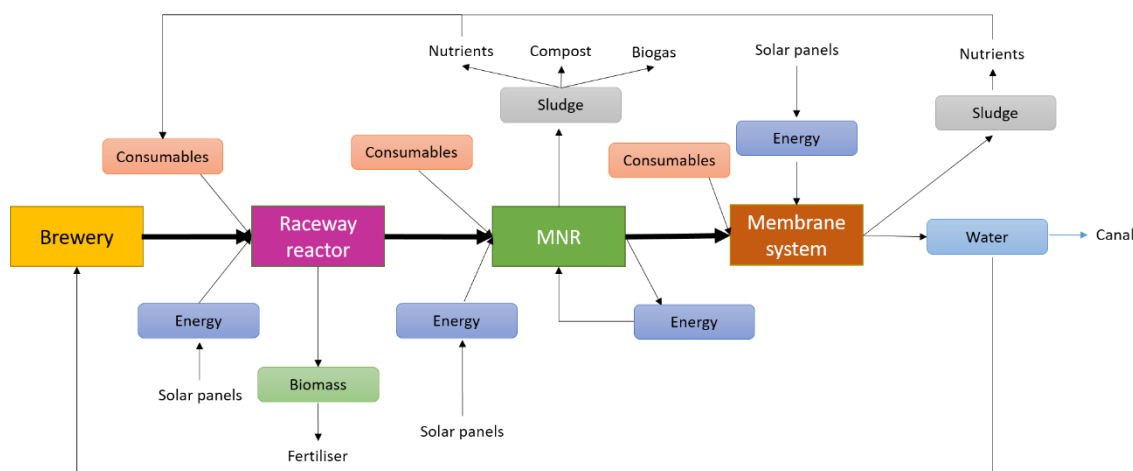 Nutrients
Compost
Biogas
Solar panels
Nutrients
Sludge
Sludge
Energy
Consumables
Consumables
Consumables
Brewery
Raceway
reactor
MNR
Membrane
system
Water
Canal
Energy
Energy
Energy
Solar panels
Biomass
Solar panels
Fertiliser